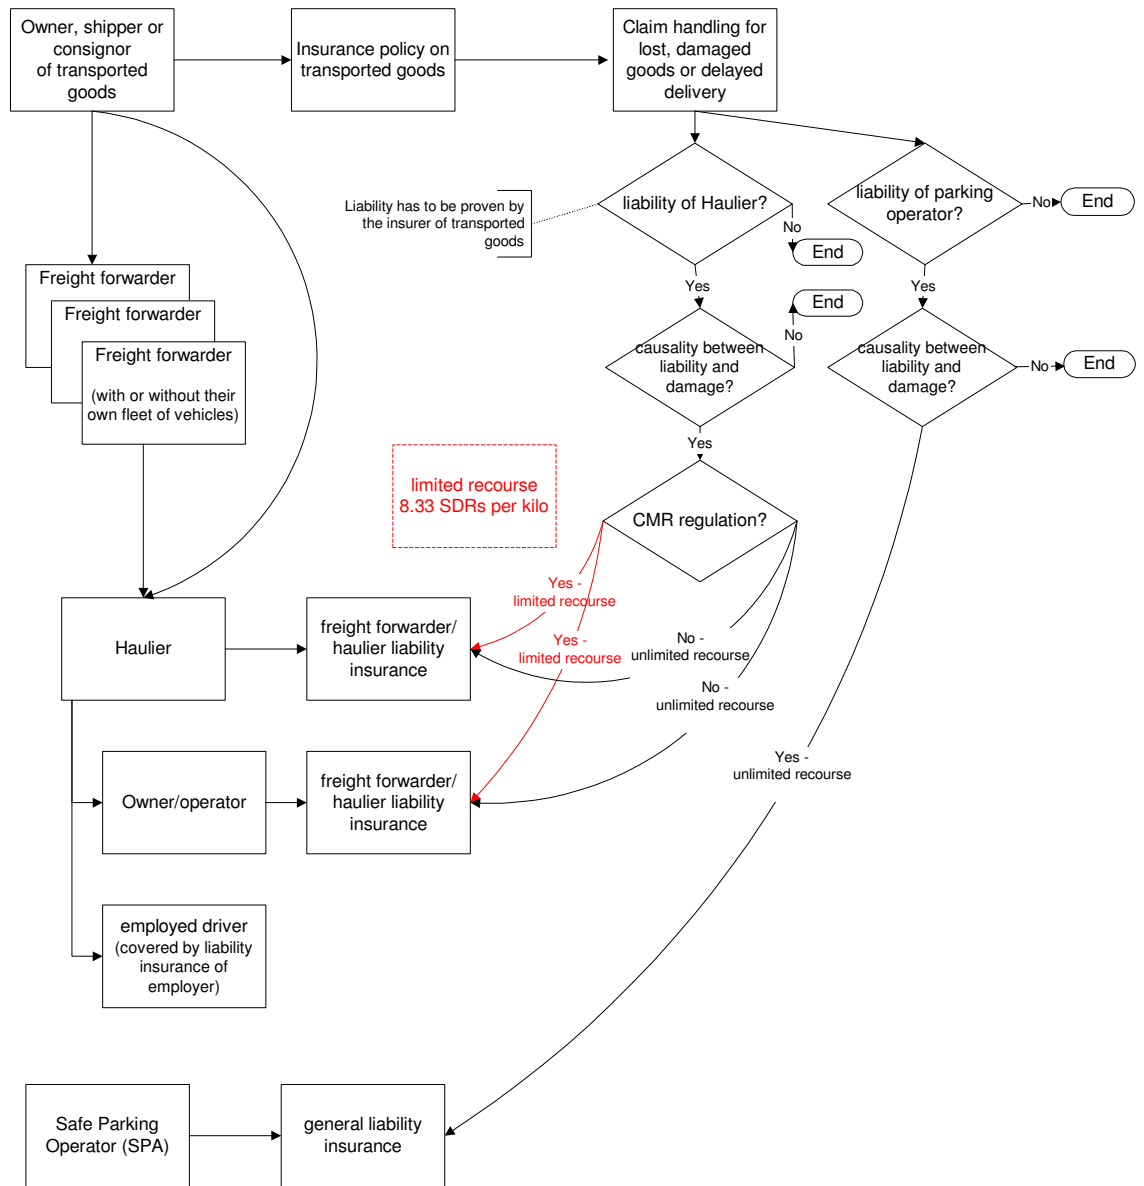 Owner, shipper or
consignor
of transported
goods
Insurance policy on
transported goods
Claim handling for
lost, damaged
goods or delayed
delivery
Liability has to be proven by
the insurer of transported
goods
liability of Haulier?
No
End
liability of parking
operator?
No
End
Yes
Yes
End
No
causality between
liability and
damage?
causality between
liability and
damage?
No
End
Yes
Freight forwarder
Freight forwarder
Freight forwarder
(with or without their
own fleet of vehicles)
limited recourse
8.33 SDRs per kilo
CMR regulation?
Yes -
limited recourse
Yes -
limited recourse
No -
unlimited recourse
No -
unlimited recourse
Yes -
unlimited recourse
Haulier
freight forwarder/
haulier liability
insurance
Owner/operator
freight forwarder/
haulier liability
insurance
employed driver
(covered by liability
insurance of
employer)
Safe Parking
Operator (SPA)
general liability
insurance